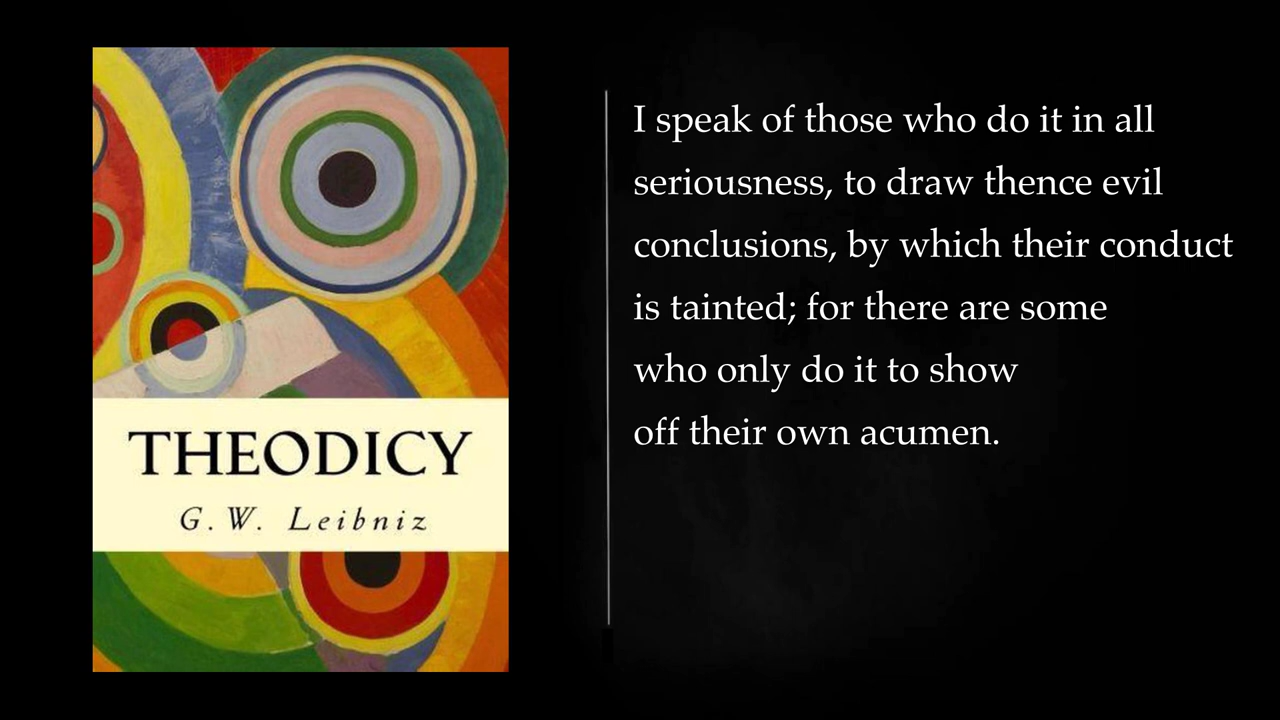 THEODICY
G. W. Leibniz
I speak of those who do it in all
seriousness, to draw thence evil
conclusions, by which their conduct
is tainted; for there are some
who only do it to show
off their own acumen.